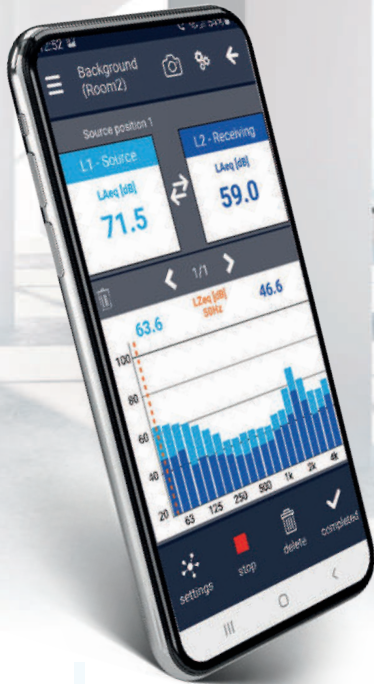 2:52
54%
Background
(Room2)
Source position 1
L1 - Source
LAeq [dB]
71.5
L2 - Receiving
LAeq [dB]
59.0
1/1
63.6
LZeq [dB]
50Hz
46.6
100
80
60
40
20
63 125 250 500 1k 2k 4k
settings
stop
delete
completed